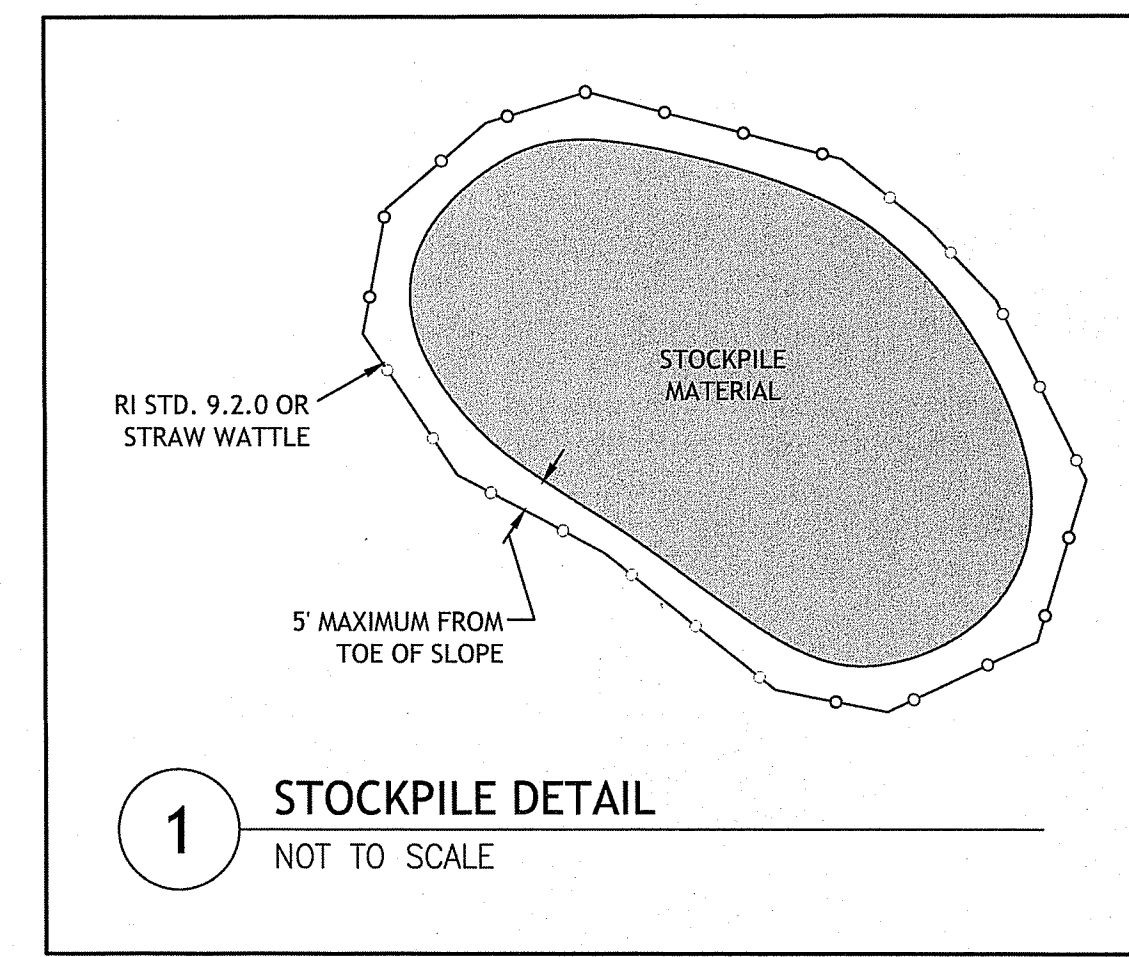 STOCKPILE
MATERIAL
RI STD. 9.2.0 OR
STRAW WATTLE
5' MAXIMUM FROM
TOE OF SLOPE
1
STOCKPILE DETAIL
NOT TO SCALE